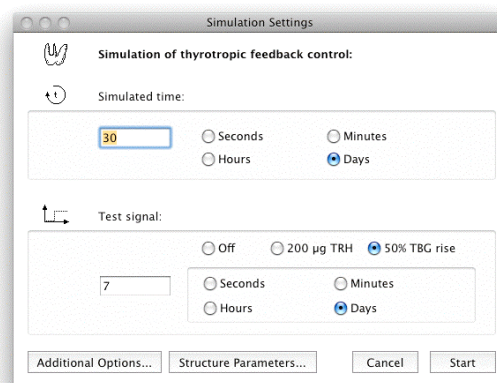 Simulation Settings
Simulation of thyrotropic feedback control:
t
Simulated time:
30
Seconds
Minutes
Hours
Days
Test signal:
Off
200 µg TRH
50% TBG rise
7
Seconds
Minutes
Hours
Days
Additional Options...
Structure Parameters...
Cancel
Start